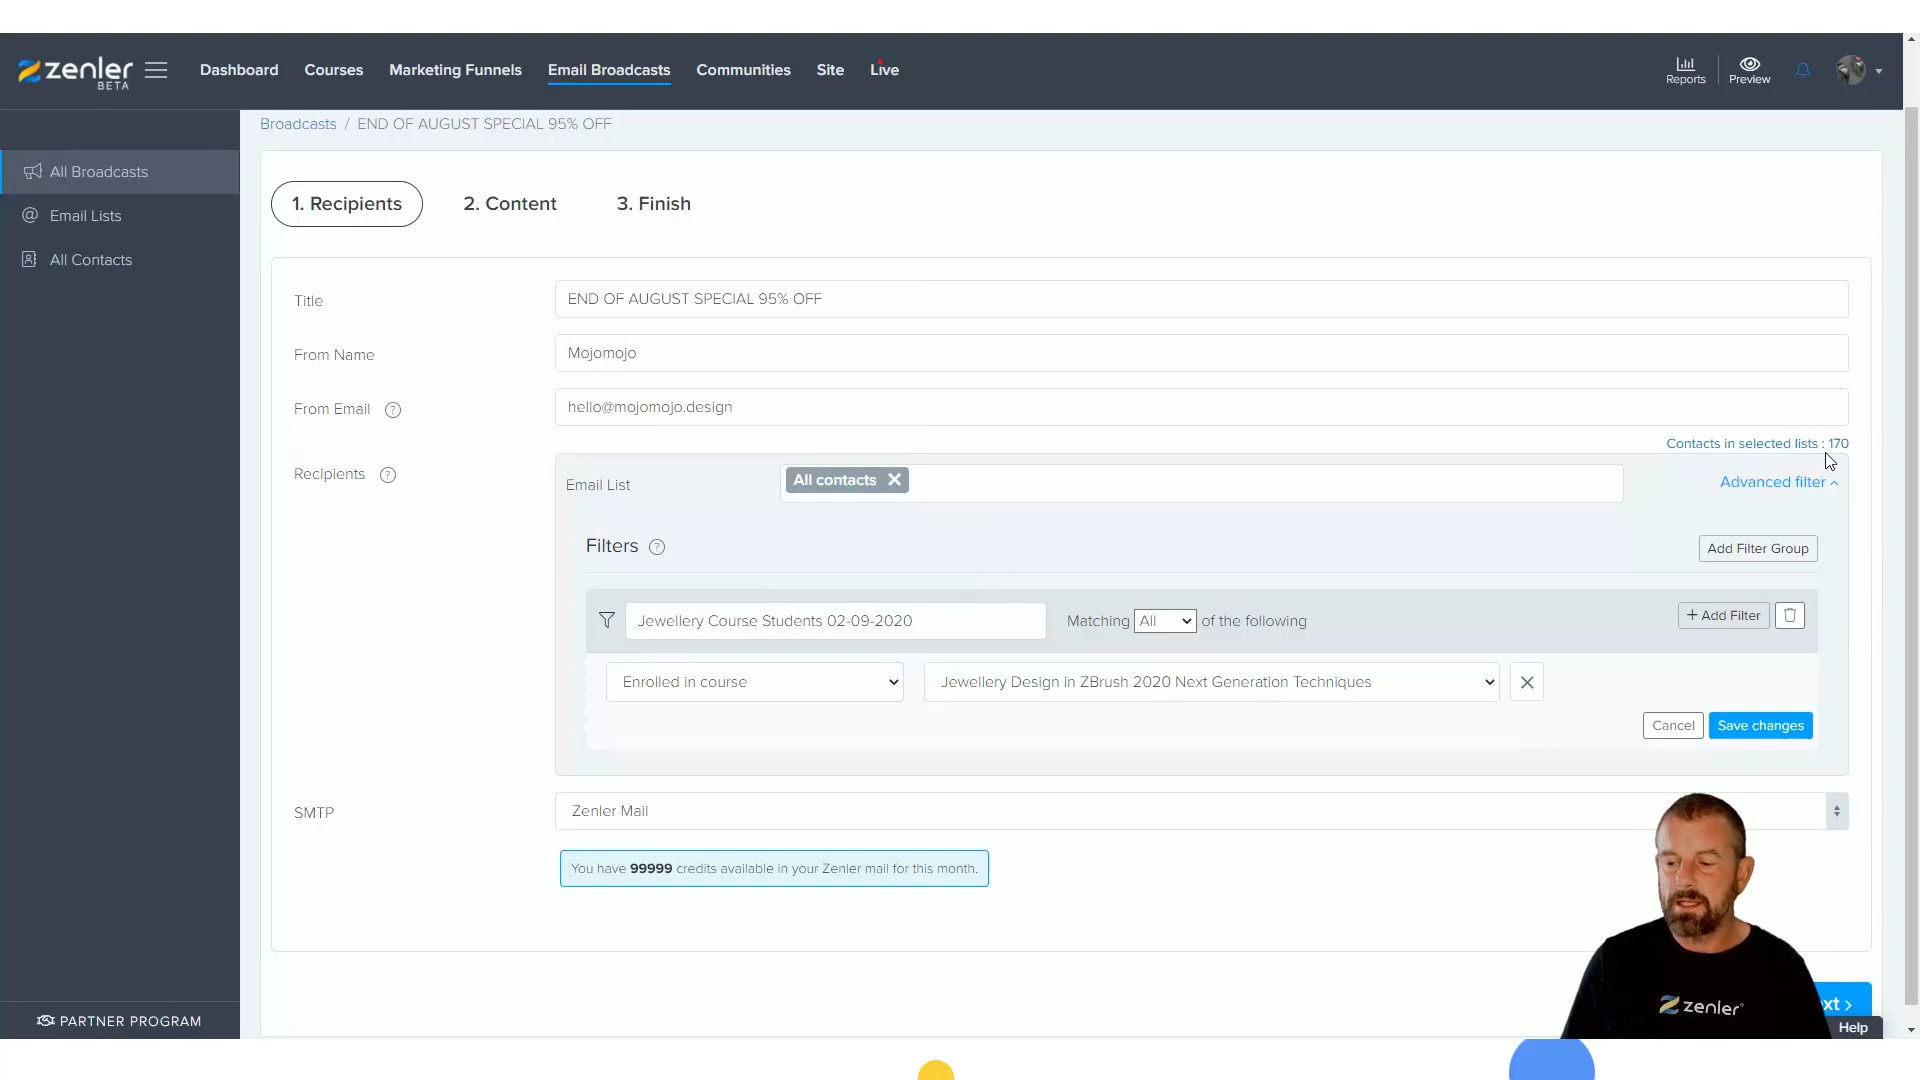 zenler
BETA
Dashboard
Courses
Marketing Funnels
Email Broadcasts
Communities
Site
Live
Reports
Preview
All Broadcasts
Email Lists
All Contacts
PARTNER PROGRAM
Broadcasts / END OF AUGUST SPECIAL 95% OFF
1. Recipients
2. Content
3. Finish
Title
END OF AUGUST SPECIAL 95% OFF
From Name
Mojomojo
From Email ?
hello@mojomojo.design
Contacts in selected lists : 170
Recipients ?
Email List
All contacts
Advanced filter
Filters ?
Add Filter Group
Jewellery Course Students 02-09-2020
Matching All of the following
+ Add Filter
Enrolled in course
Jewellery Design in ZBrush 2020 Next Generation Techniques
Cancel
Save changes
SMTP
Zenler Mail
You have 99999 credits available in your Zenler mail for this month.
zenler
xt >
Help